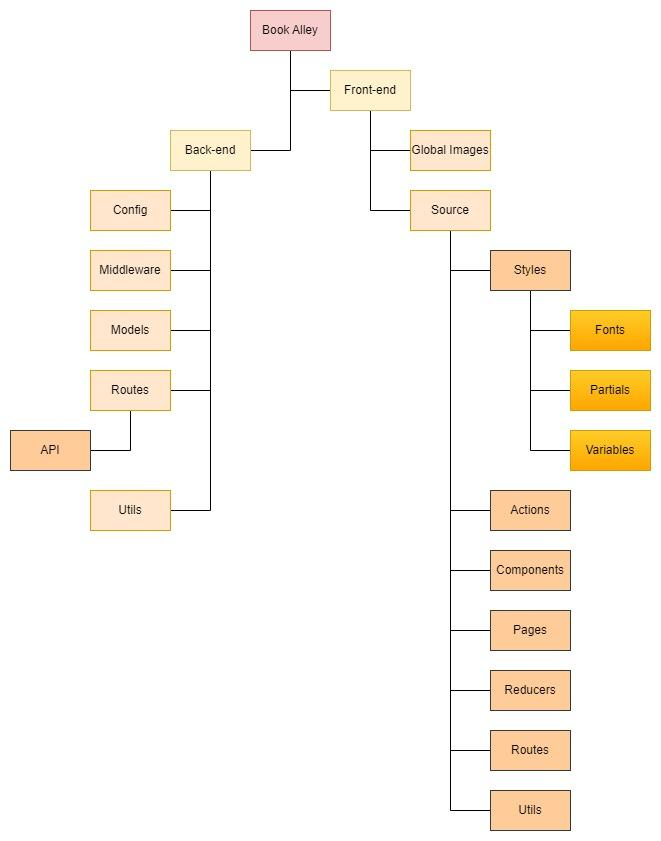 Book Alley
Front-end
Back-end
Global Images
Config
Source
Middleware
Styles
Models
Fonts
Routes
Partials
API
Variables
Utils
Actions
Components
Pages
Reducers
Routes
Utils